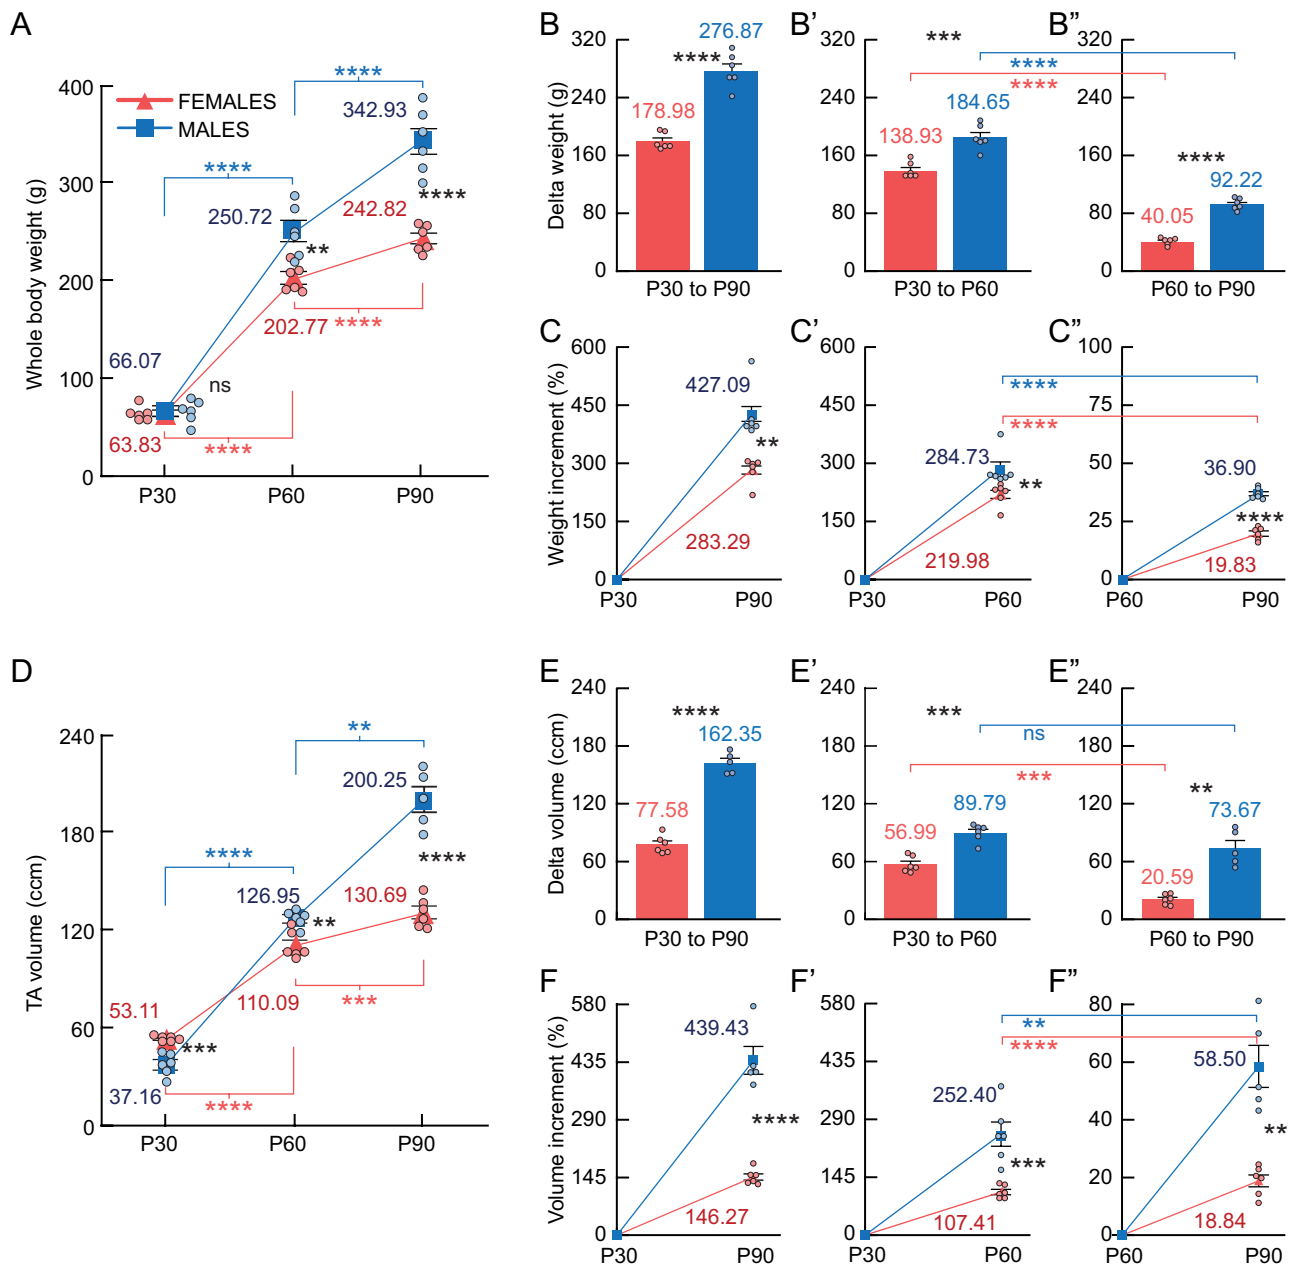 A
Whole body weight (g)
400
300
200
100
0
FEMALES
MALES
****
342.93
****
250.72
242.82
****
**
202.77
****
66.07
ns
63.83
****
P30
P60
P90
B
Delta weight (g)
320
240
160
80
0
276.87
****
178.98
P30 to P90
B'
320
240
160
80
0
***
184.65
138.93
P30 to P60
****
****
B"
320
240
160
80
0
****
92.22
40.05
P60 to P90
C
Weight increment (%)
600
450
300
150
0
427.09
**
283.29
P30
P90
C'
600
450
300
150
0
284.73
**
219.98
P30
P60
****
****
C"
100
75
50
25
0
36.90
****
19.83
P60
P90
D
TA volume (ccm)
240
180
120
60
0
**
200.25
****
****
126.95
130.69
**
53.11
110.09
***
***
37.16
****
P30
P60
P90
E
Delta volume (ccm)
240
180
120
60
0
****
162.35
77.58
P30 to P90
E'
240
180
120
60
0
***
89.79
56.99
P30 to P60
ns
***
E"
240
180
120
60
0
**
73.67
20.59
P60 to P90
F
Volume increment (%)
580
435
290
145
0
439.43
****
146.27
P30
P90
F'
580
435
290
145
0
252.40
***
107.41
P30
P60
**
****
F"
80
60
40
20
0
58.50
**
18.84
P60
P90